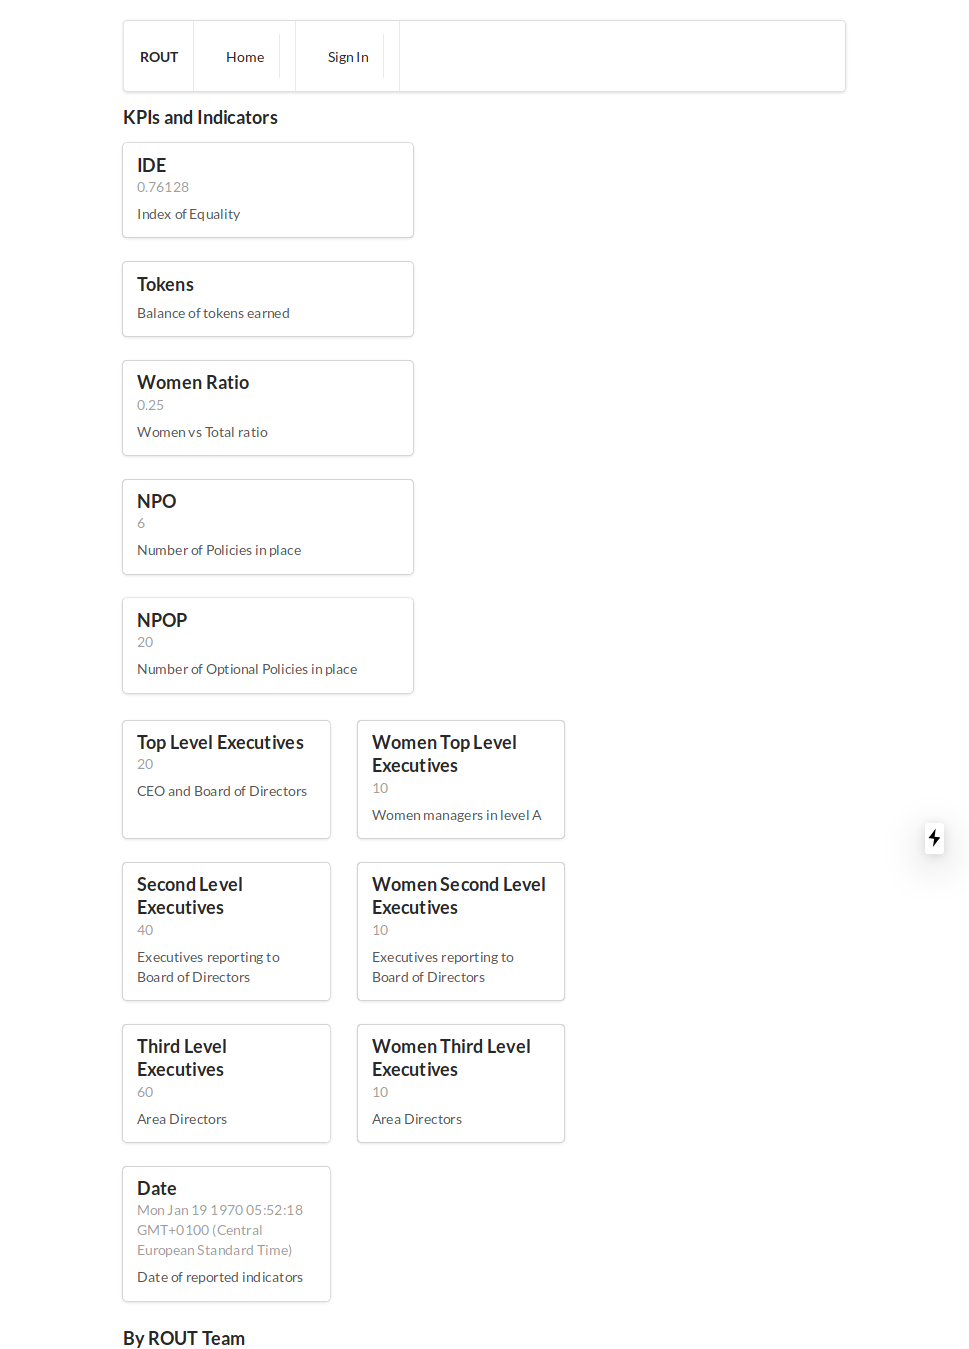 ROUT
Home
Sign In
KPIs and Indicators
IDE
0.76128
Index of Equality
Tokens
Balance of tokens earned
Women Ratio
0.25
Women vs Total ratio
NPO
6
Number of Policies in place
NPOP
20
Number of Optional Policies in place
Top Level Executives
20
CEO and Board of Directors
Women Top Level
Executives
10
Women managers in level A
Second Level
Executives
40
Executives reporting to
Board of Directors
Women Second Level
Executives
10
Executives reporting to
Board of Directors
Third Level
Executives
60
Area Directors
Women Third Level
Executives
10
Area Directors
Date
Mon Jan 19 1970 05:52:18
GMT+0100 (Central
European Standard Time)
Date of reported indicators
By ROUT Team